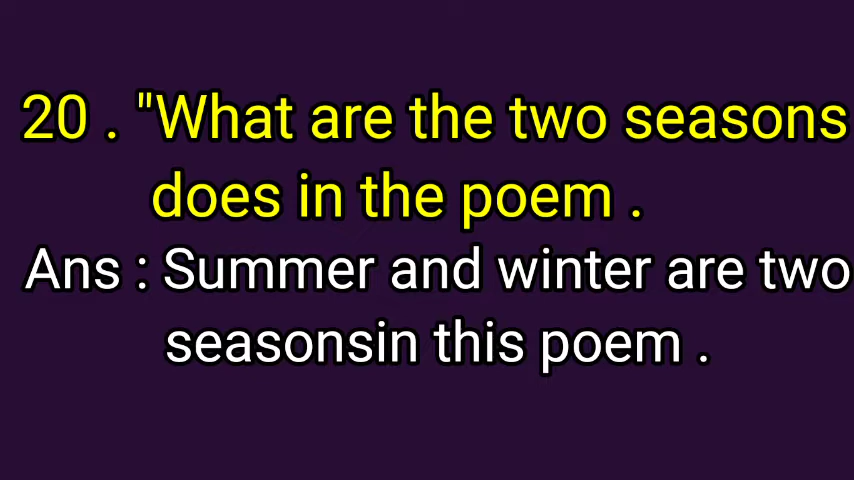 20 . "What are the two seasons
does in the poem .
Ans : Summer and winter are two
seasonsin this poem .